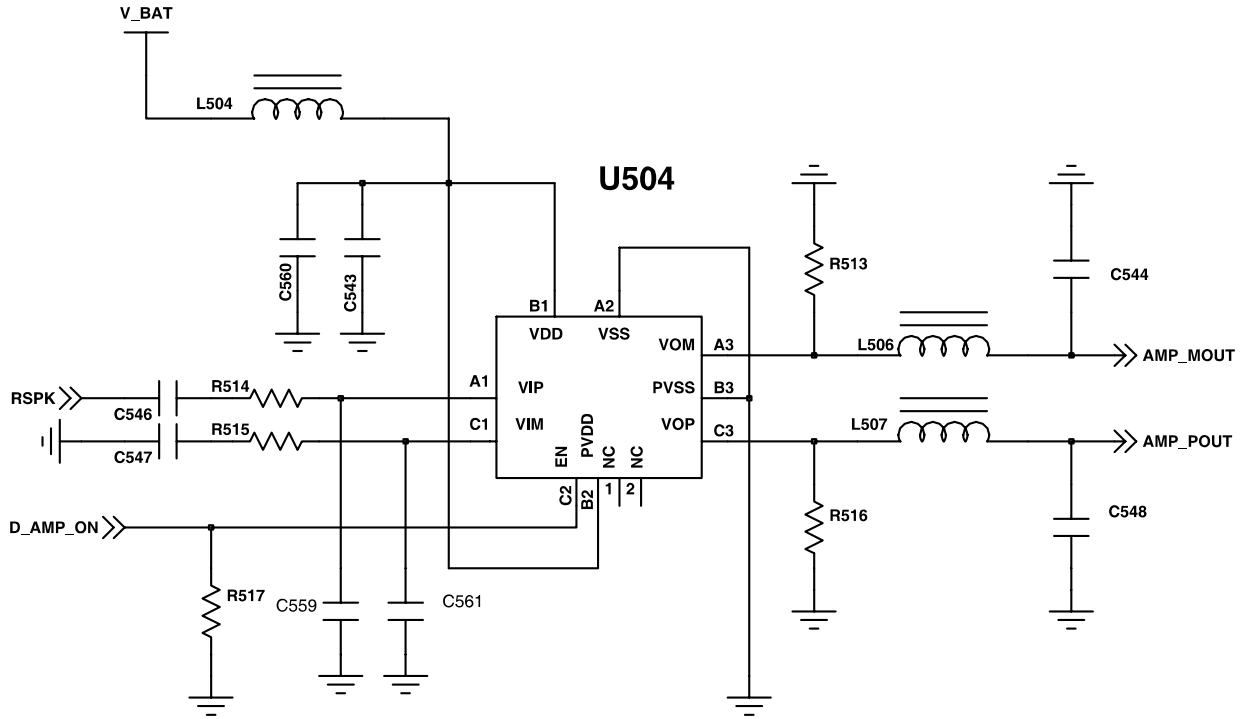 V_BAT
L504
U504
C560
C543
R513
C544
B1
A2
VDD
VSS
VOM
A3
L506
AMP_MOUT
RSPK
C546
R514
A1
VIP
PVSS
B3
C547
R515
C1
VIM
VOP
C3
L507
AMP_POUT
EN
PVDD
NC
NC
C2
B2
1
2
D_AMP_ON
R516
C548
R517
C559
C561